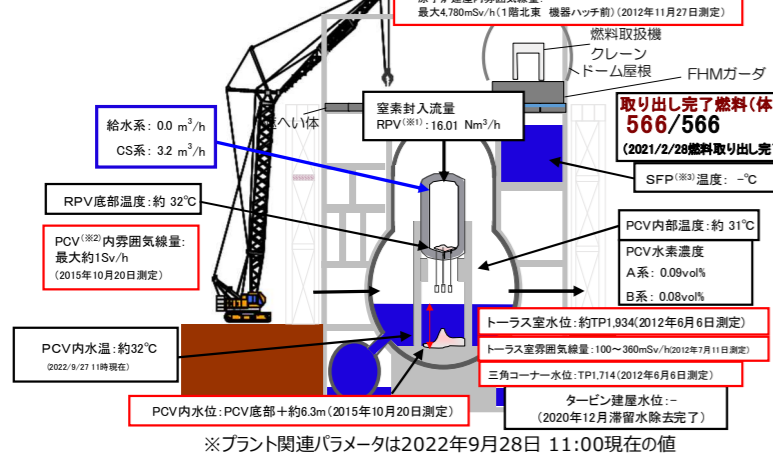 最大4,780mSv/h(1階北東 機器ハッチ前)(2012年11月27日測定)
燃料取扱機
クレーン
ドーム屋根
FHMガーダ
窒素封入流量
RPV(※1):16.01 Nm³/h
給水系: 0.0 m³/h
CS系: 3.2 m³/h
へい体
取り出し完了燃料(体
566/566
(2021/2/28燃料取り出し完
SFP(※3)温度: -℃
RPV底部温度:約 32℃
PCV内部温度:約 31℃
PCV(※2)内雰囲気線量:
最大約1Sv/h
(2015年10月20日測定)
PCV水素濃度
A系: 0.09vol%
B系: 0.08vol%
トーラス室水位:約TP1,934(2012年6月6日測定)
トーラス室雰囲気線量:100~360mSv/h(2012年7月11日測定)
PCV内水温:約32℃
(2022/9/27 11時現在)
三角コーナー水位:TP1,714(2012年6月6日測定)
PCV内水位:PCV底部+約6.3m(2015年10月20日測定)
タービン建屋水位:-
(2020年12月滞留水除去完了)
※プラント関連パラメータは2022年9月28日 11:00現在の値